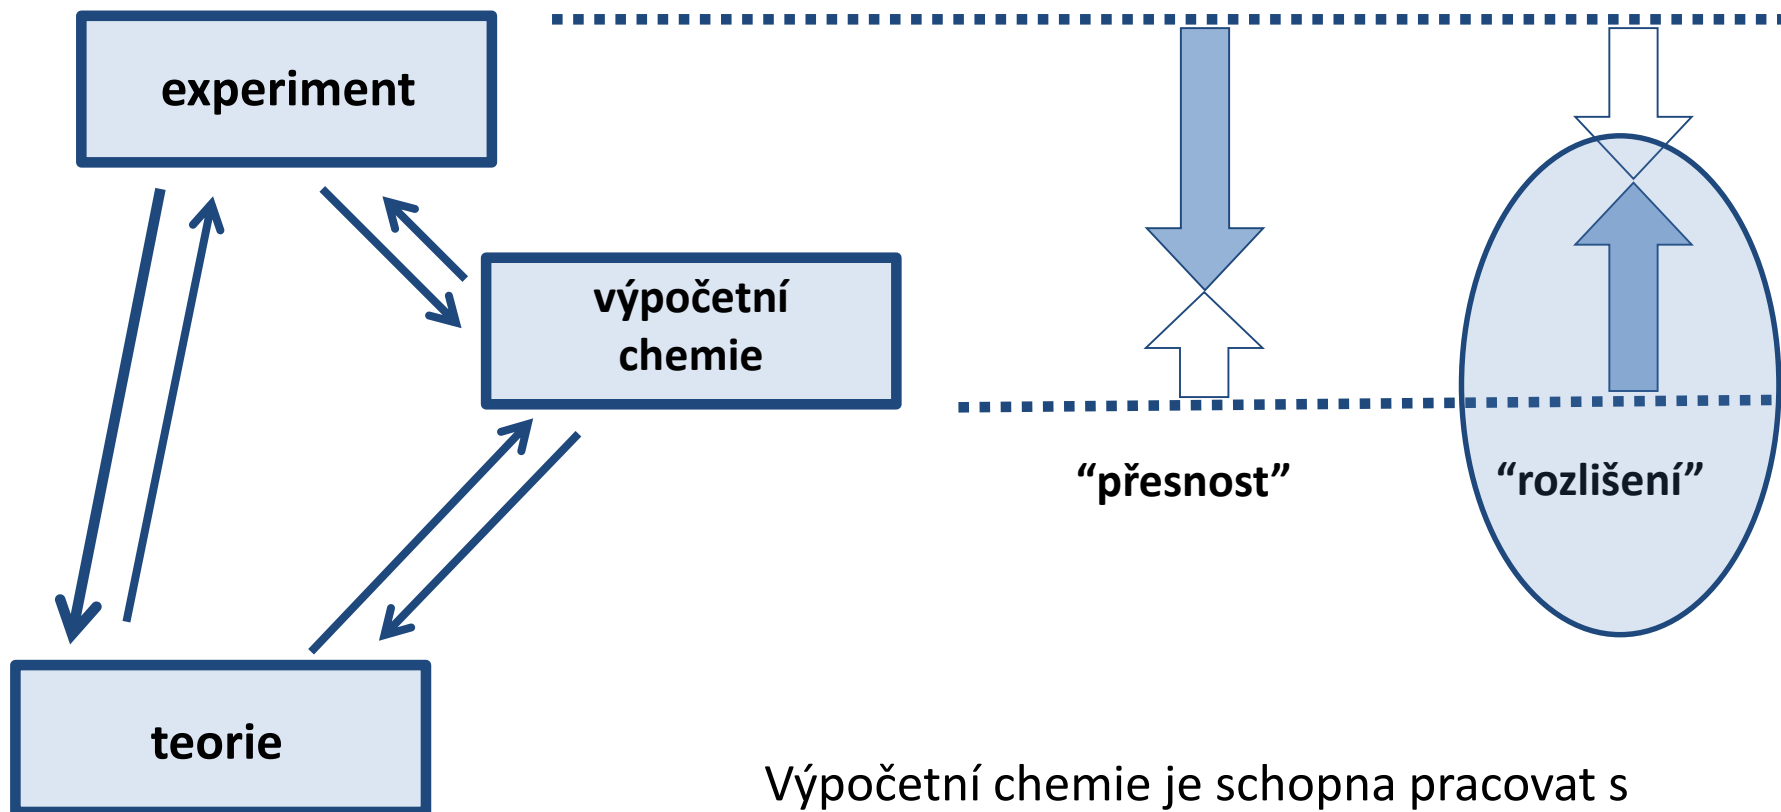 experiment
výpočetní
chemie
“přesnost”
“rozlišení”
teorie
Výpočetní chemie je schopna pracovat s